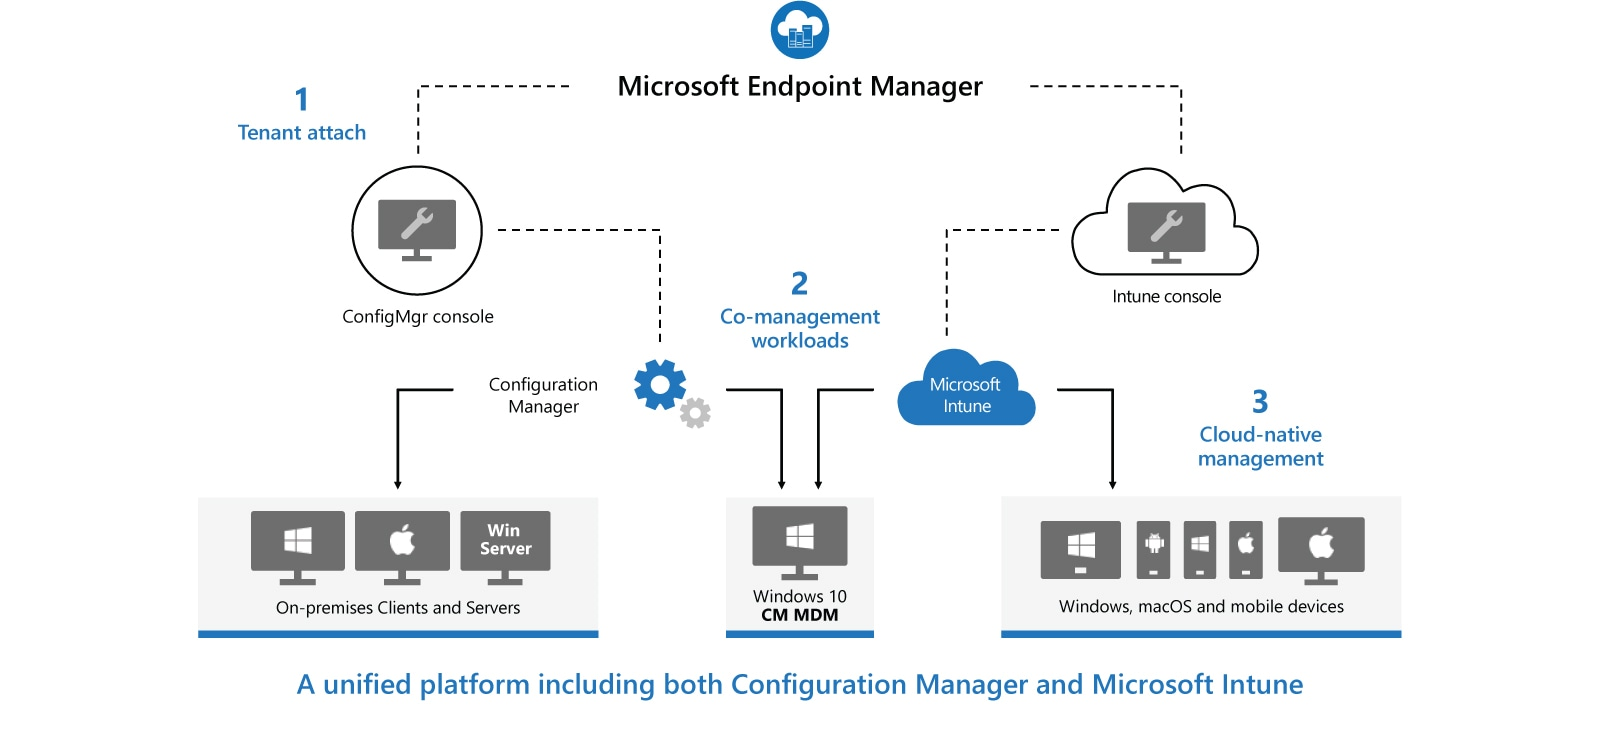 Microsoft Endpoint Manager
1
Tenant attach
ConfigMgr console
Intune console
2
Co-management
workloads
Configuration
Manager
Microsoft
Intune
3
Cloud-native
management
Win
Server
On-premises Clients and Servers
Windows 10
CM MDM
Windows, macOS and mobile devices
A unified platform including both Configuration Manager and Microsoft Intune